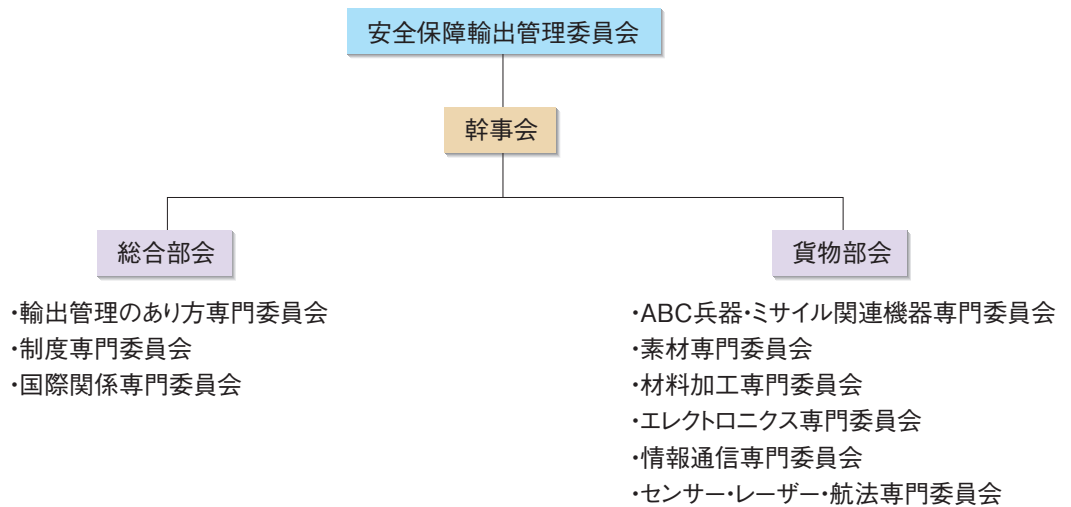 安全保障輸出管理委員会
幹事会
総合部会
・輸出管理のあり方専門委員会
・制度専門委員会
・国際関係専門委員会
貨物部会
・ABC兵器・ミサイル関連機器専門委員会
・素材専門委員会
・材料加工専門委員会
・エレクトロニクス専門委員会
・情報通信専門委員会
・センサー・レーザー・航法専門委員会